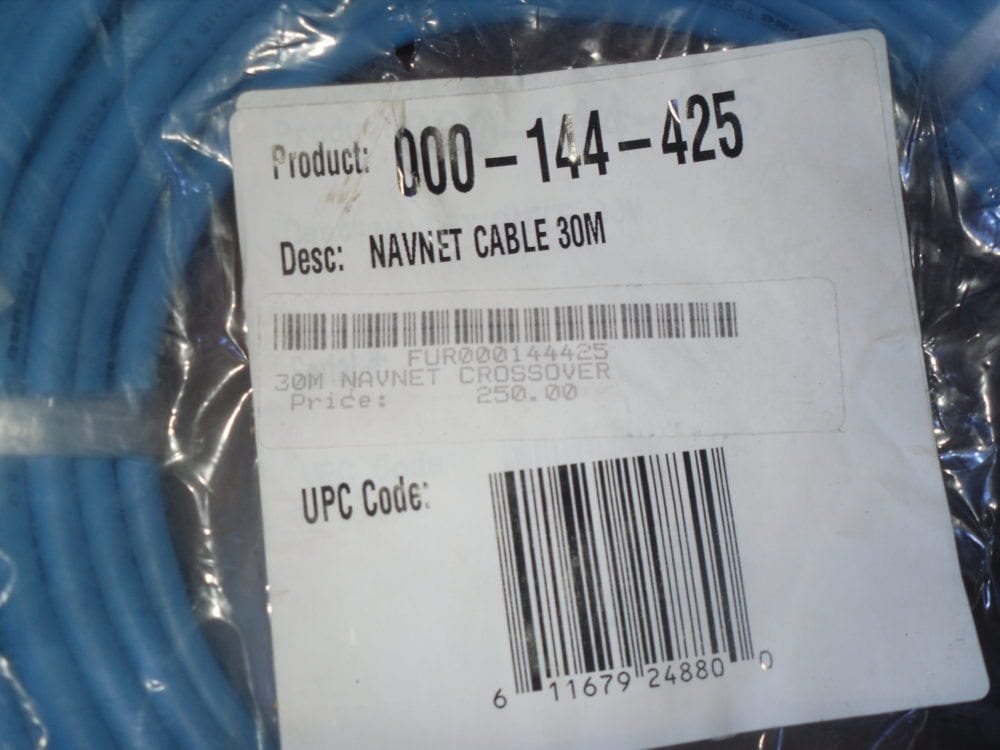 Product: 000-144-425
Desc: NAVNET CABLE 30M
FUR000144425
30M NAVNET CROSSOVER
Price: 250.00
UPC Code:
6 11679 24880 0